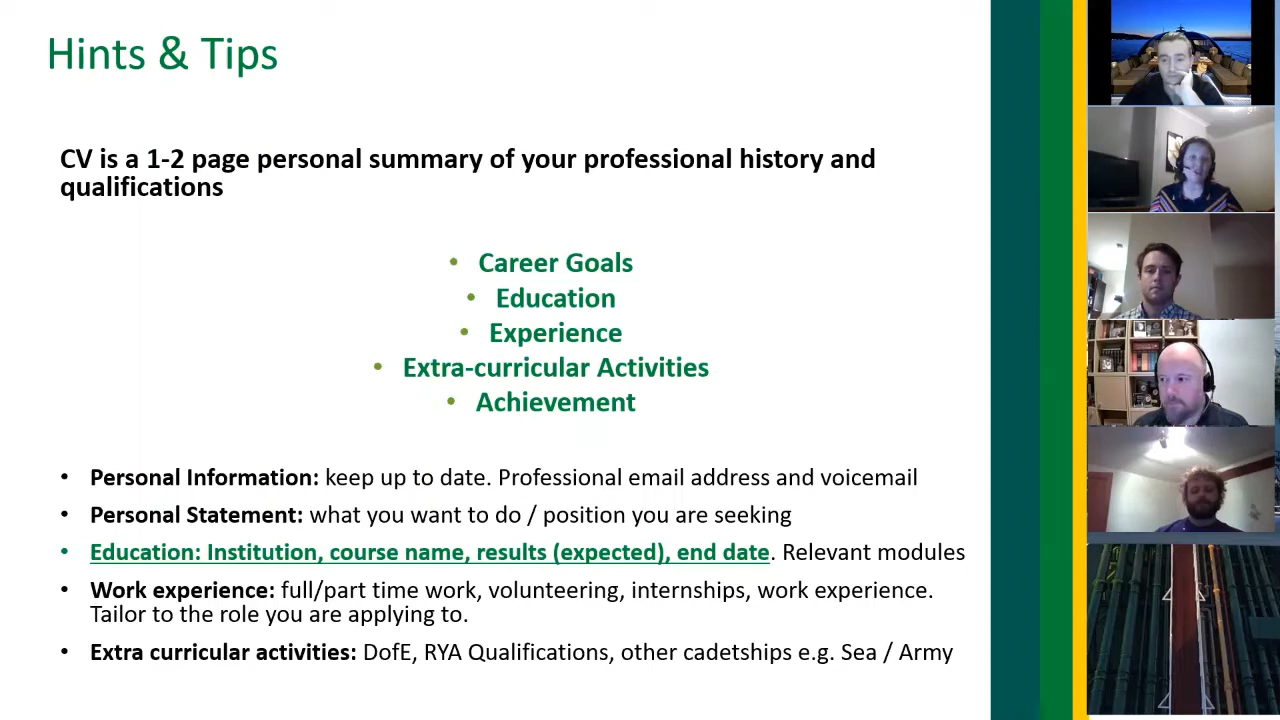 Hints & Tips
CV is a 1-2 page personal summary of your professional history and
qualifications
• Career Goals
• Education
• Experience
• Extra-curricular Activities
• Achievement
• Personal Information: keep up to date. Professional email address and voicemail
• Personal Statement: what you want to do / position you are seeking
• Education: Institution, course name, results (expected), end date. Relevant modules
• Work experience: full/part time work, volunteering, internships, work experience.
Tailor to the role you are applying to.
• Extra curricular activities: DofE, RYA Qualifications, other cadetships e.g. Sea / Army